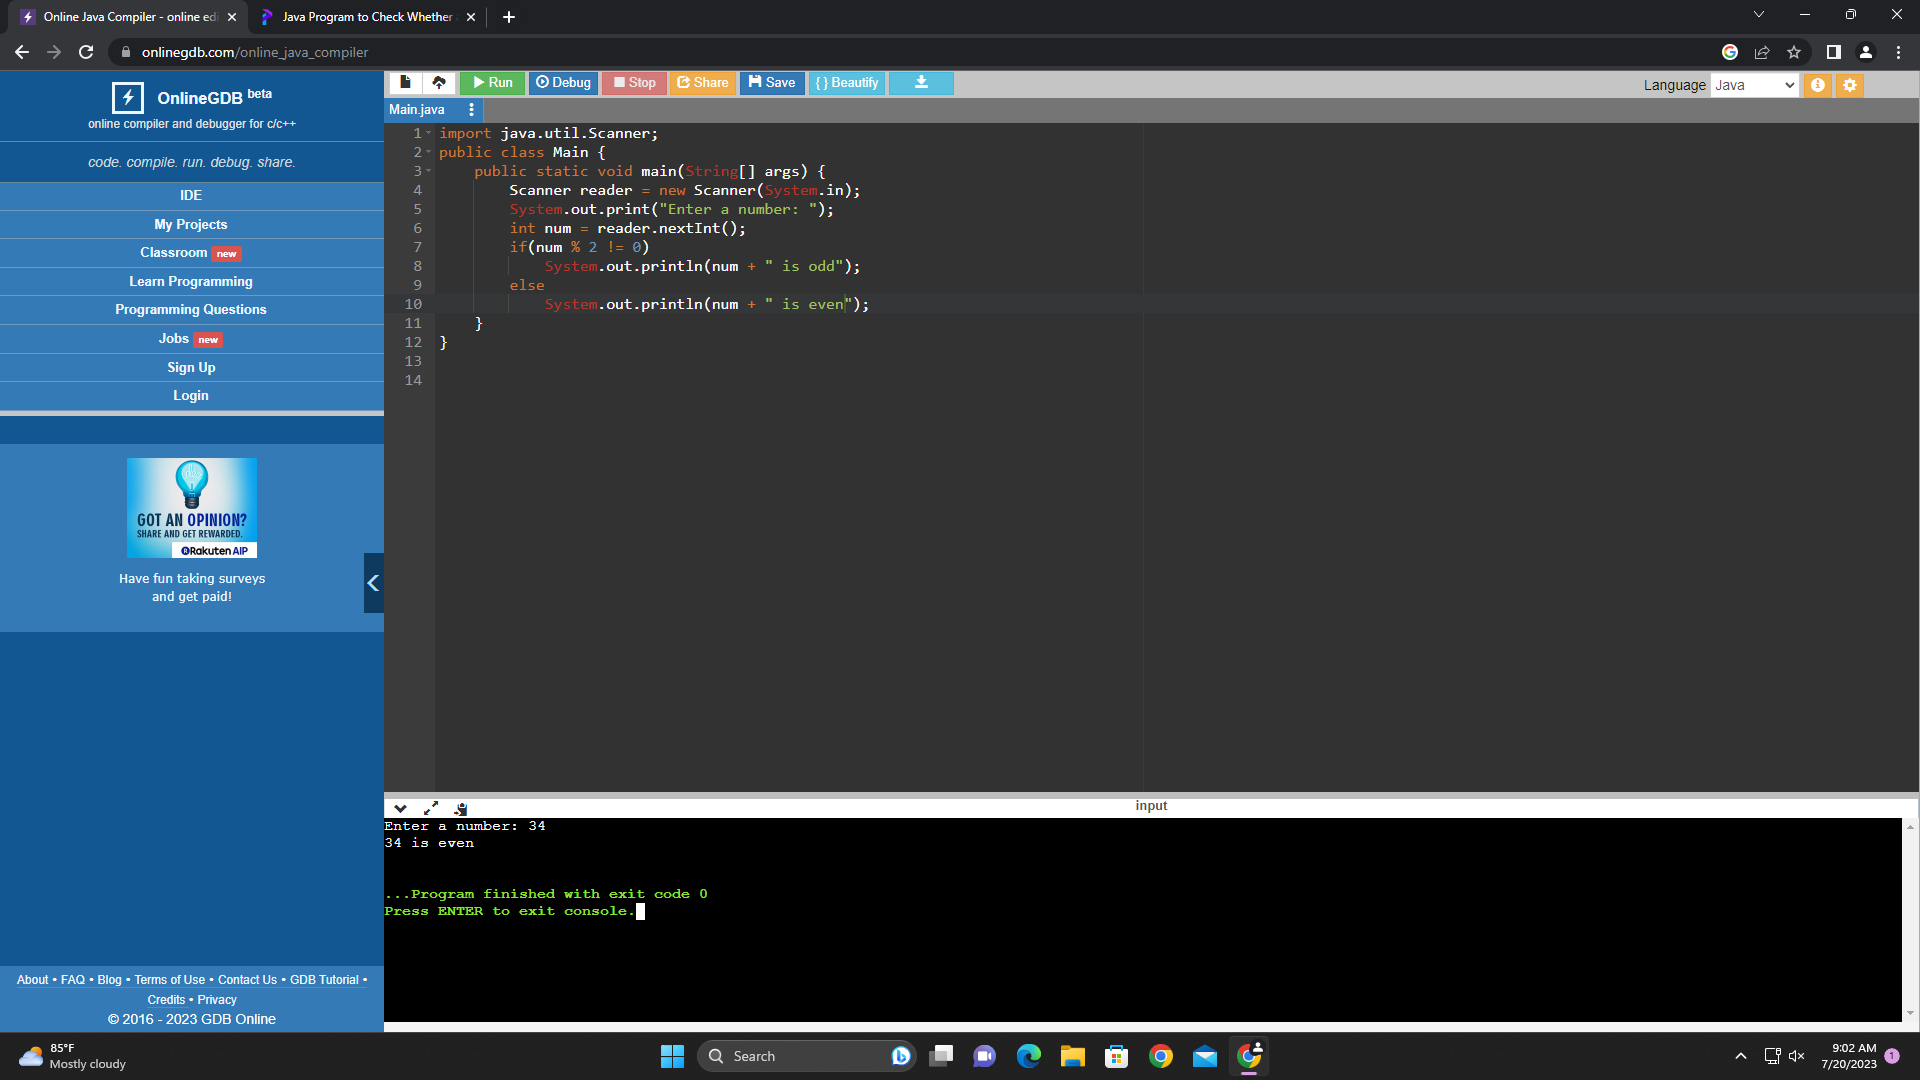 Online Java Compiler - online edi
Java Program to Check Whether
onlinegdb.com/online_java_compiler
OnlineGDB beta
online compiler and debugger for c/c++
code. compile. run. debug. share.
IDE
My Projects
Classroom new
Learn Programming
Programming Questions
Jobs new
Sign Up
Login
GOT AN OPINION?
SHARE AND GET REWARDED.
Rakuten AIP
Have fun taking surveys
and get paid!
About • FAQ • Blog • Terms of Use • Contact Us • GDB Tutorial •
Credits • Privacy
© 2016 - 2023 GDB Online
Run Debug Stop Share Save { } Beautify
Language Java
Main.java
1 import java.util.Scanner;
2 public class Main {
3 public static void main(String[] args) {
4 Scanner reader = new Scanner(System.in);
5 System.out.print("Enter a number: ");
6 int num = reader.nextInt();
7 if(num % 2 != 0)
8 System.out.println(num + " is odd");
9 else
10 System.out.println(num + " is even");
11 }
12 }
13
14
input
Enter a number: 34
34 is even
...Program finished with exit code 0
Press ENTER to exit console.
85°F
Mostly cloudy
Search
9:02 AM
7/20/2023
1